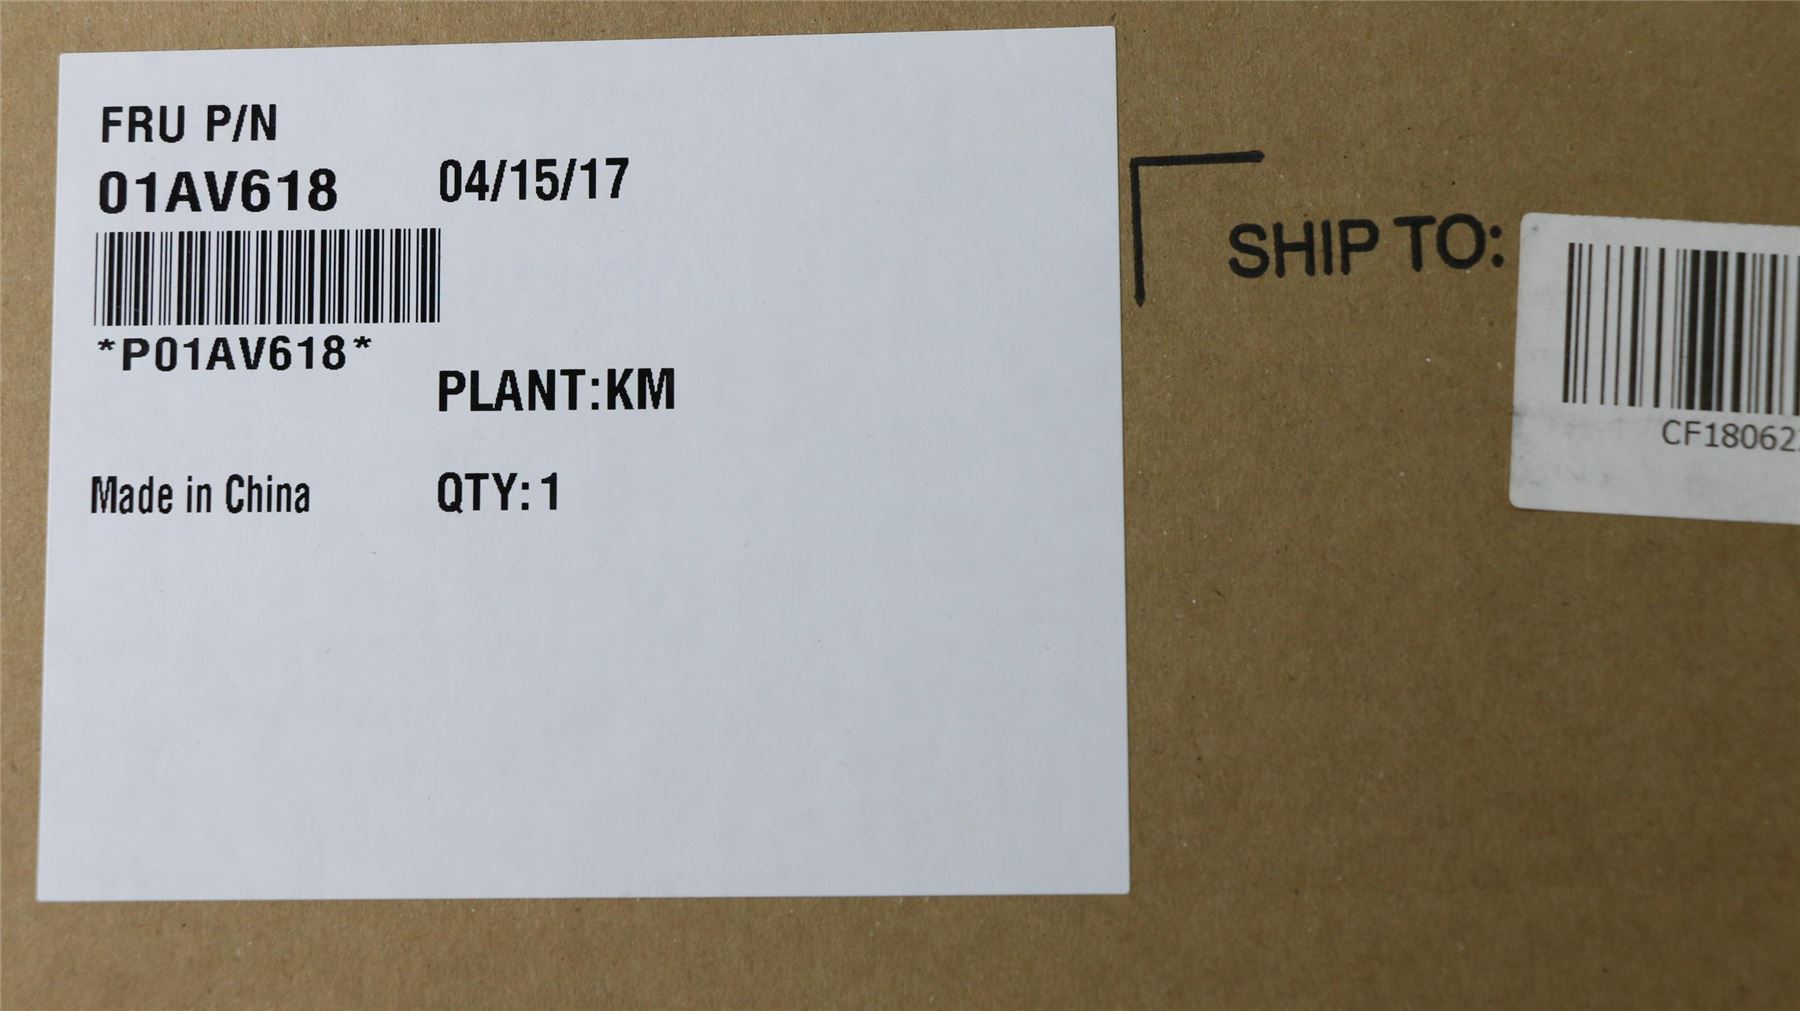 FRU P/N
01AV618
04/15/17
*P01AV618*
PLANT:KM
Made in China
QTY: 1
SHIP TO: